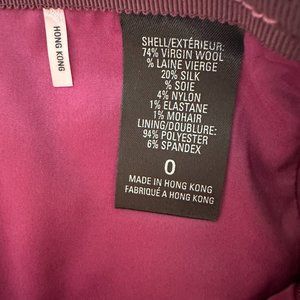 HONG KONG
SHELL/EXTÉRIEUR:
74% VIRGIN WOOL
% LAINE VIERGE
20% SILK
% SOIE
4% NYLON
1% ELASTANE
1% MOHAIR
LINING/DOUBLURE:
94% POLYESTER
6% SPANDEX
0
MADE IN HONG KONG
FABRIQUÉ A HONG KONG